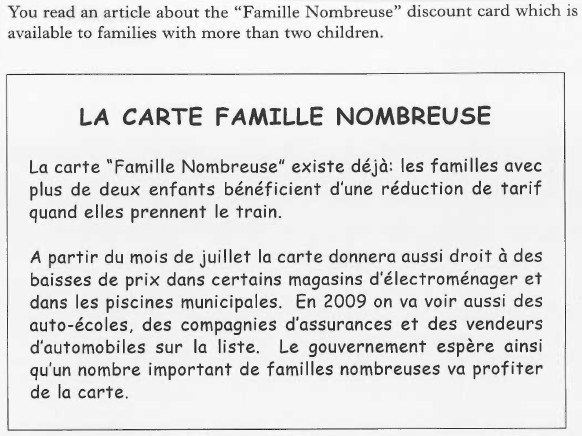 You read an article about the “Famille Nombreuse” discount card which is
available to families with more than two children.
LA CARTE FAMILLE NOMBREUSE
La carte "Famille Nombreuse" existe déjà: les familles avec
plus de deux enfants bénéficient d'une réduction de tarif
quand elles prennent le train.
A partir du mois de juillet la carte donnera aussi droit à des
baisses de prix dans certains magasins d'électroménager et
dans les piscines municipales. En 2009 on va voir aussi des
auto-écoles, des compagnies d'assurances et des vendeurs
d'automobiles sur la liste. Le gouvernement espère ainsi
qu'un nombre important de familles nombreuses va profiter
de la carte.